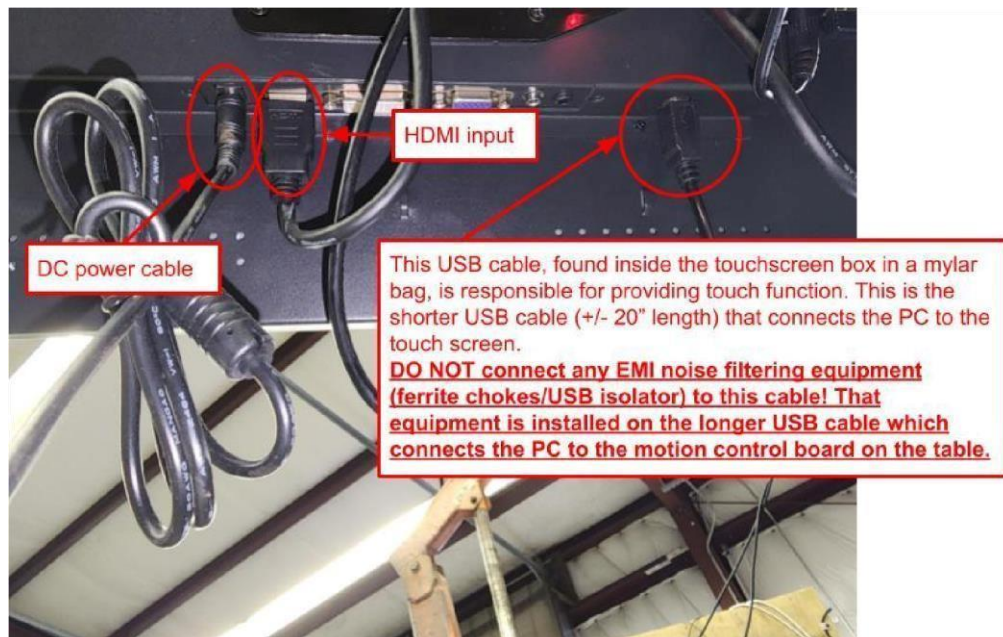 HDMI input
DC power cable
This USB cable, found inside the touchscreen box in a mylar
bag, is responsible for providing touch function. This is the
shorter USB cable (+/- 20" length) that connects the PC to the
touch screen.
DO NOT connect any EMI noise filtering equipment
(ferrite chokes/USB isolator) to this cable! That
equipment is installed on the longer USB cable which
connects the PC to the motion control board on the table.